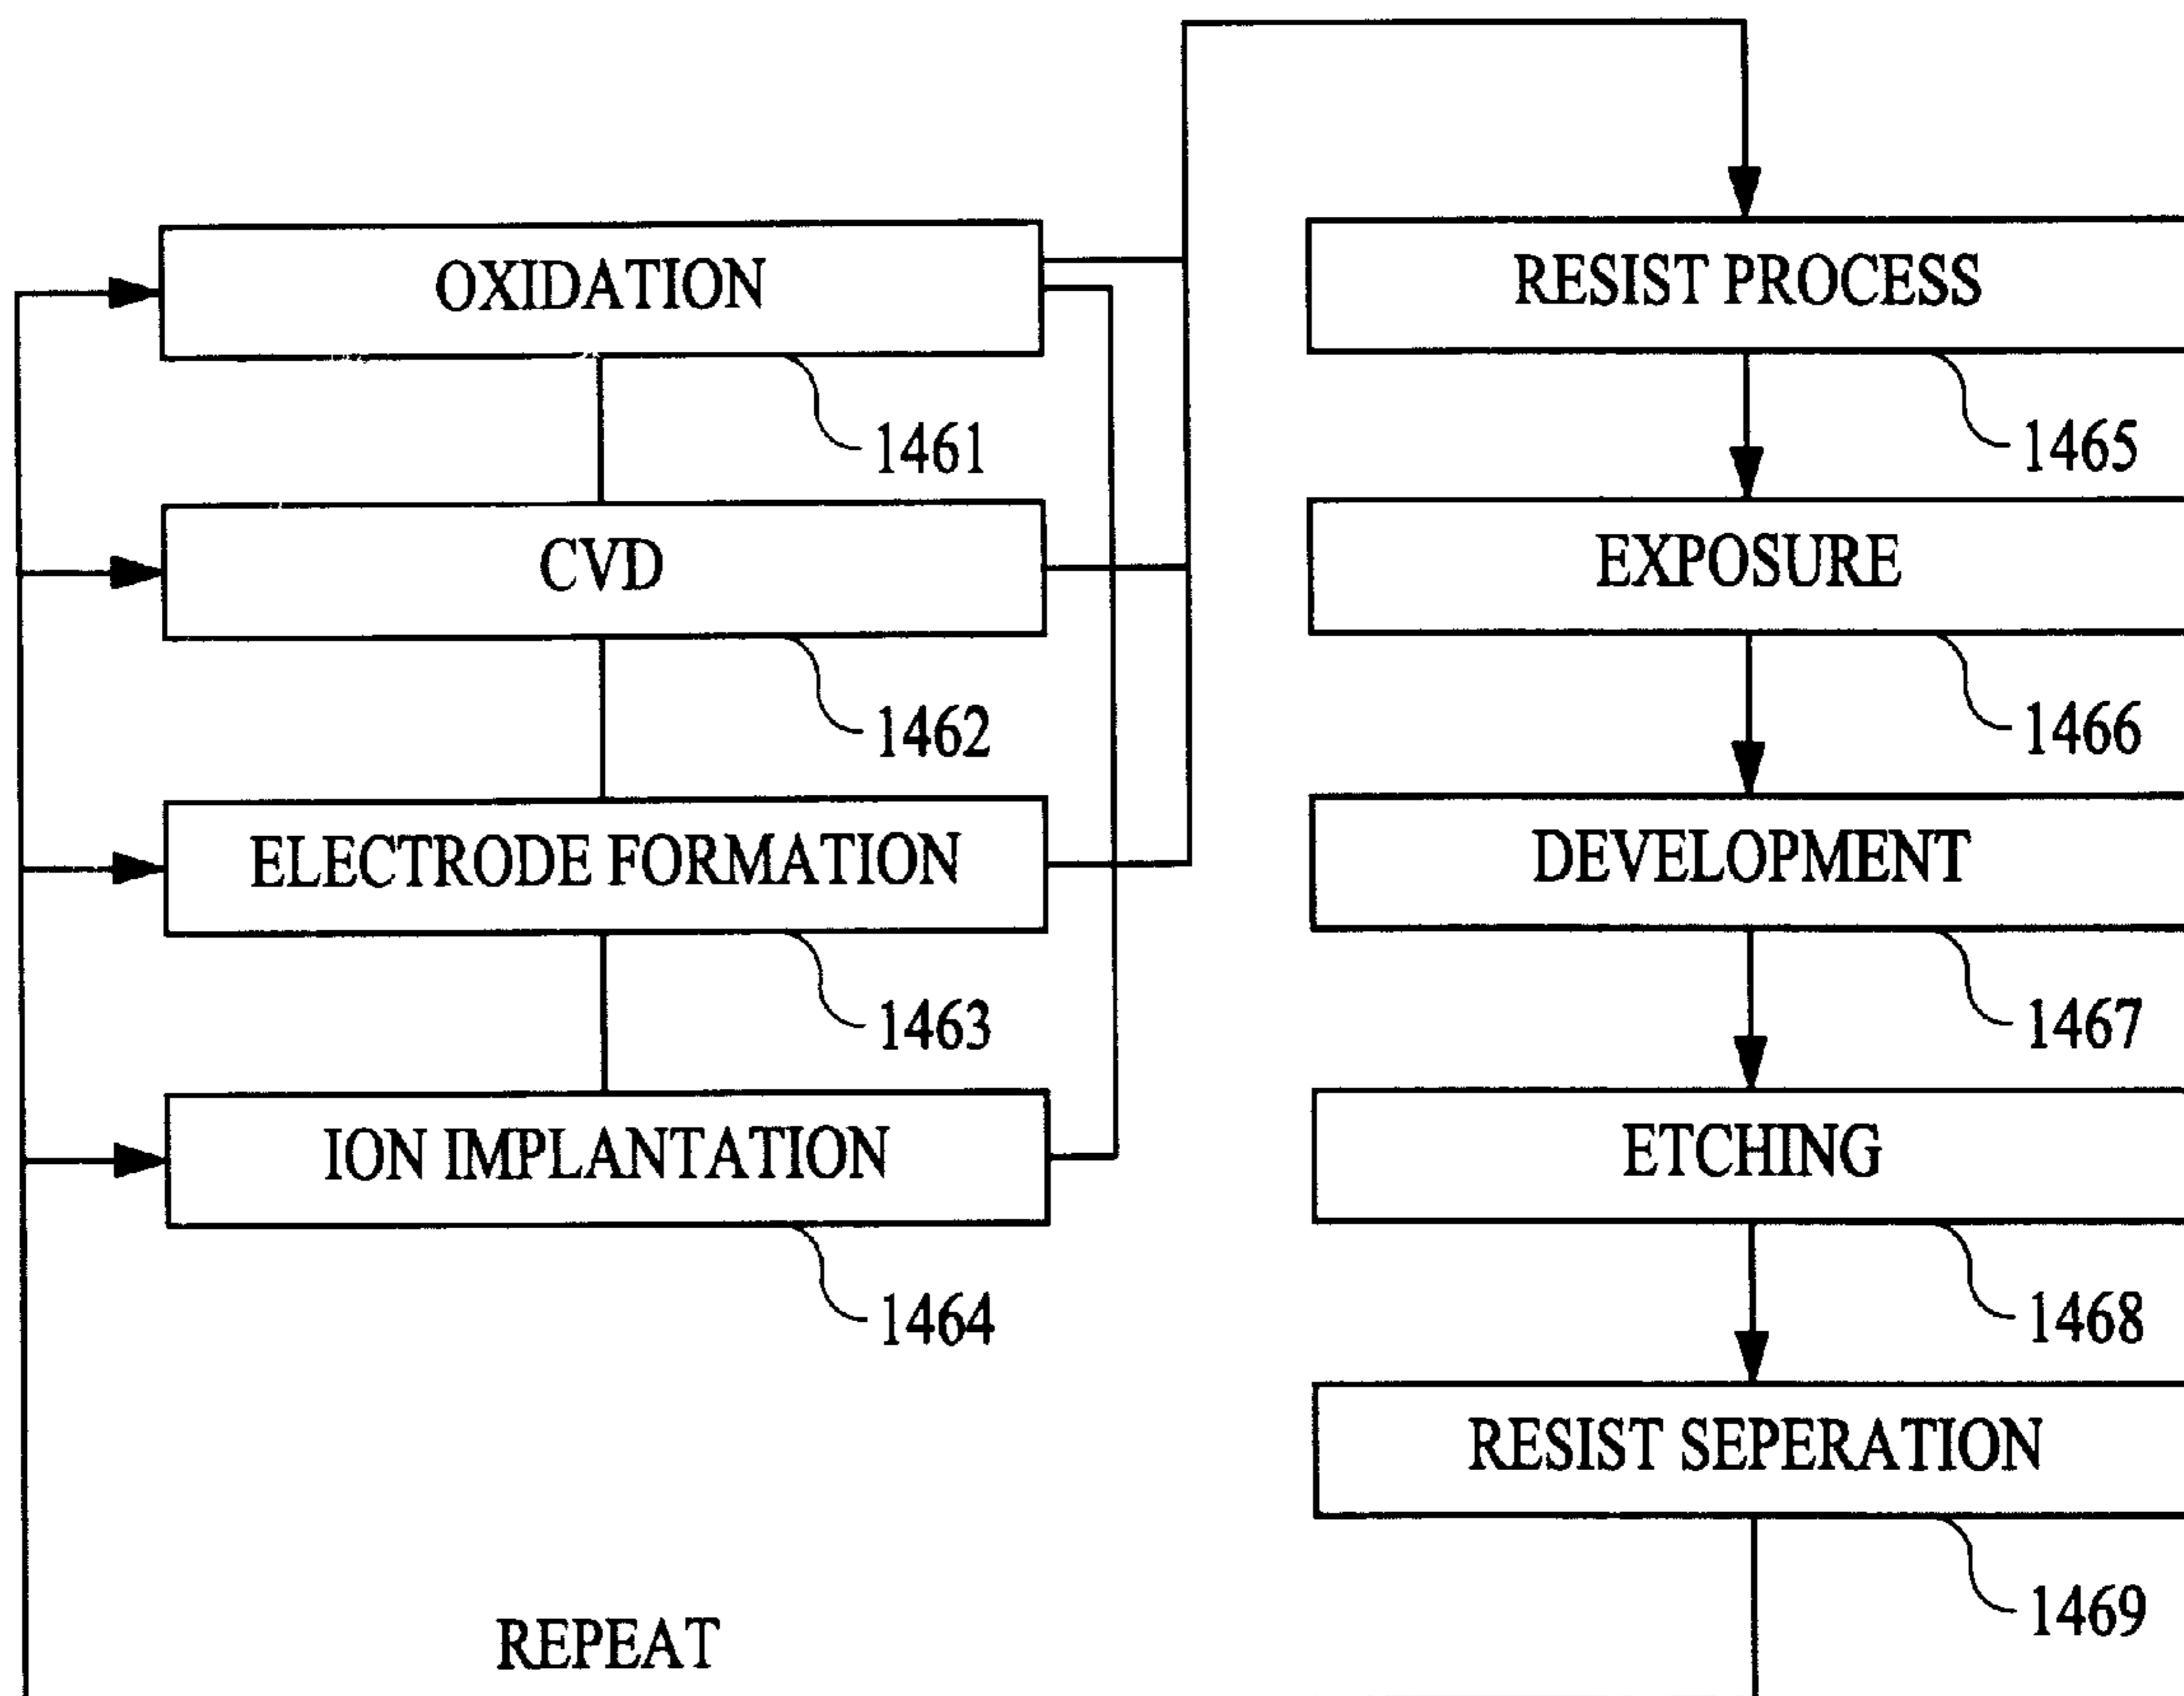 OXIDATION
1461
CVD
1462
ELECTRODE FORMATION
1463
ION IMPLANTATION
1464
REPEAT
RESIST PROCESS
1465
EXPOSURE
1466
DEVELOPMENT
1467
ETCHING
1468
RESIST SEPERATION
1469